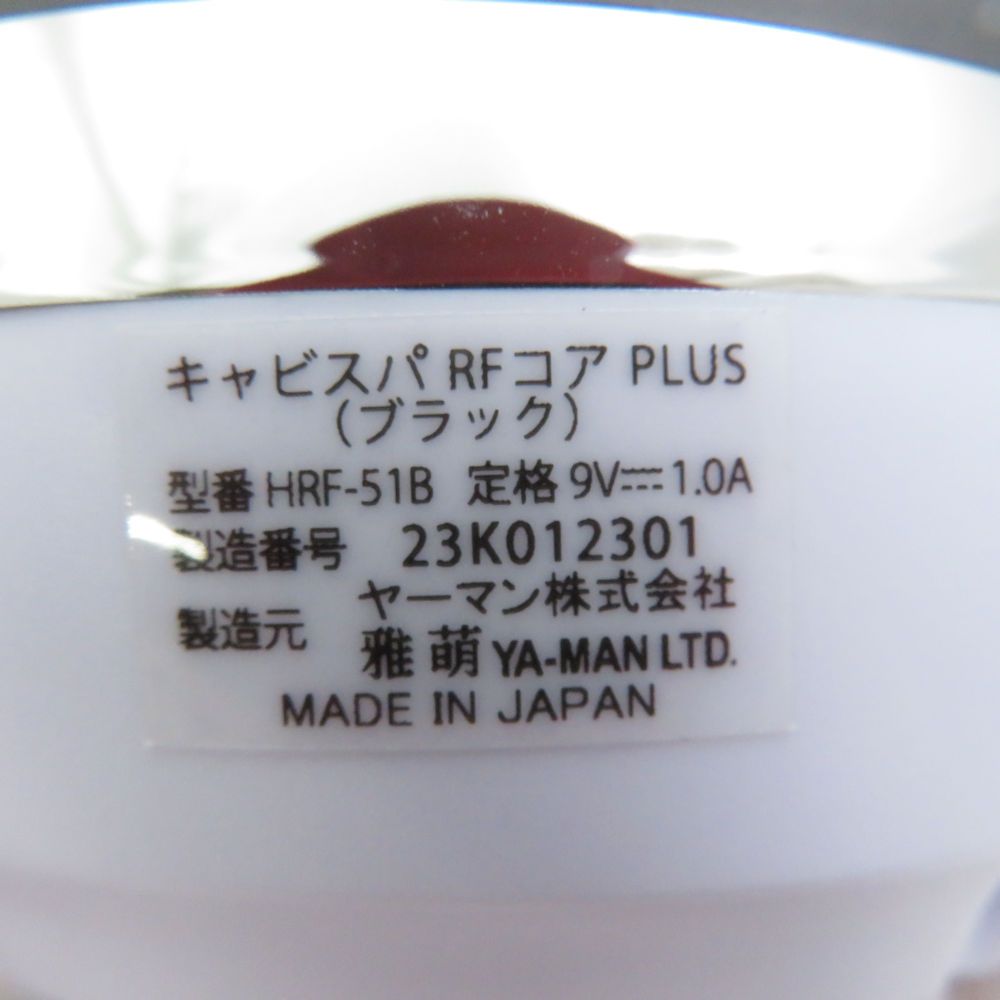 キャビスパ RFコア PLUS
（ブラック）
型番 HRF-51B 定格 9V⎓1.0A
製造番号 23K012301
製造元 ヤーマン株式会社
雅萌 YA-MAN LTD.
MADE IN JAPAN